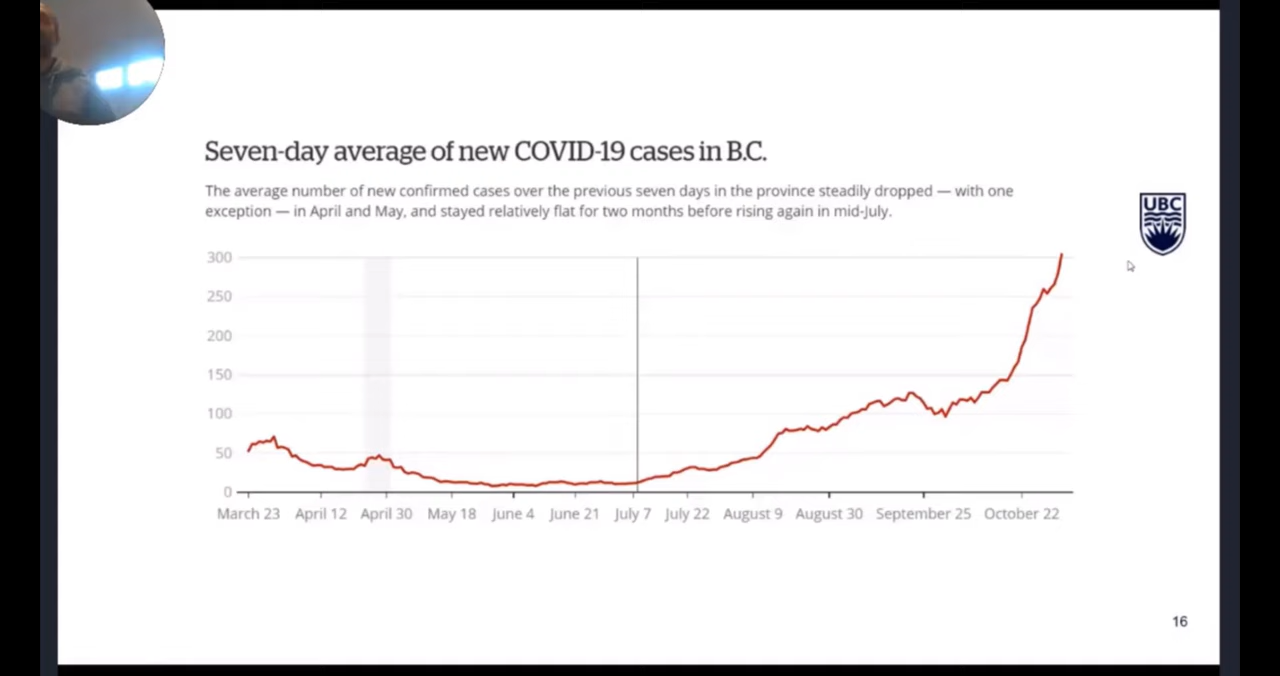 Seven-day average of new COVID-19 cases in B.C.
The average number of new confirmed cases over the previous seven days in the province steadily dropped — with one
exception — in April and May, and stayed relatively flat for two months before rising again in mid-July.
UBC
300
250
200
150
100
50
0
March 23 April 12 April 30 May 18 June 4 June 21 July 7 July 22 August 9 August 30 September 25 October 22
16